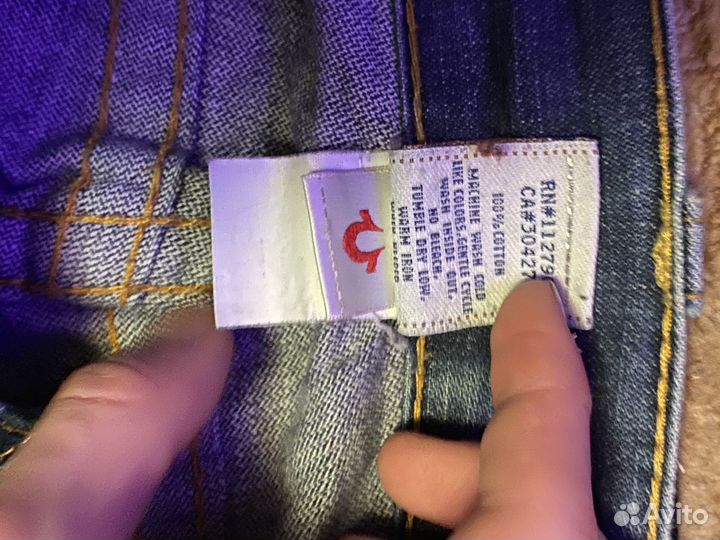 RN#11279
CA#30427
100% COTTON
MACHINE WASH COLD
LIKE COLORS, GENTLE CYCLE
WASH INSIDE OUT.
NO BLEACH.
TUMBLE DRY LOW.
WARM IRON
Avito